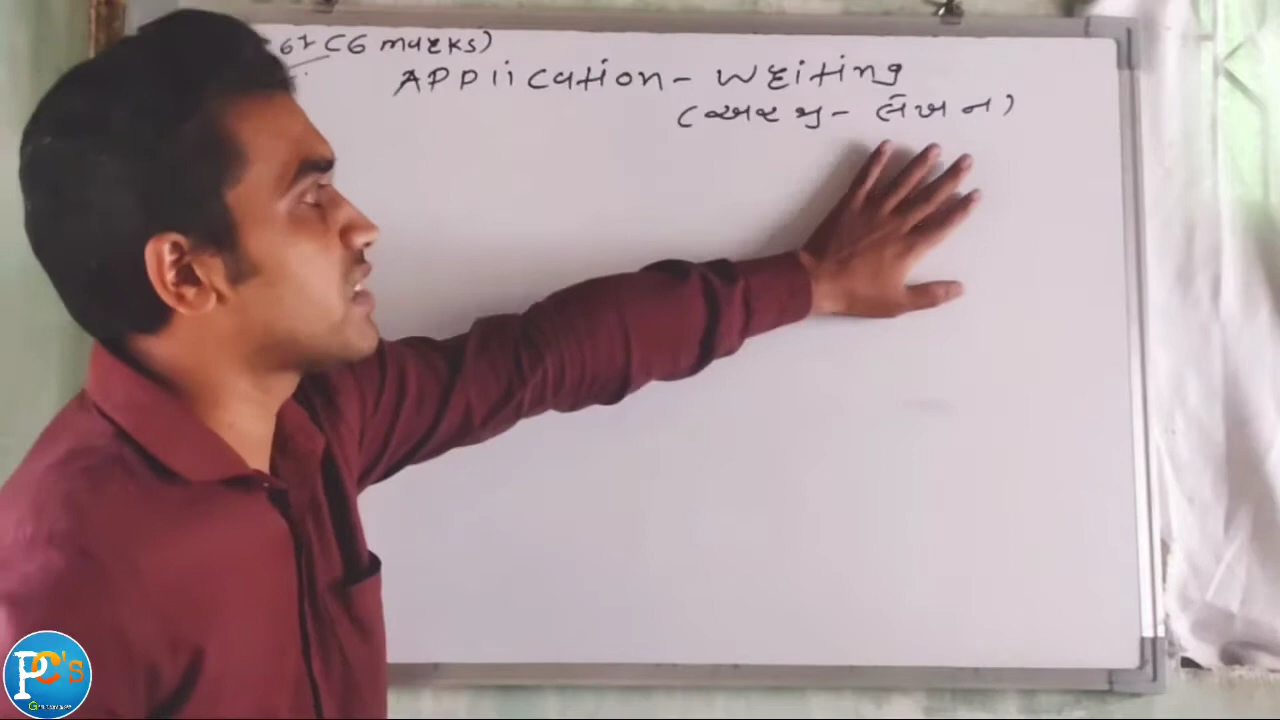 (6 marks)
Application - Writing
(અરજી - લેખન)
PC's